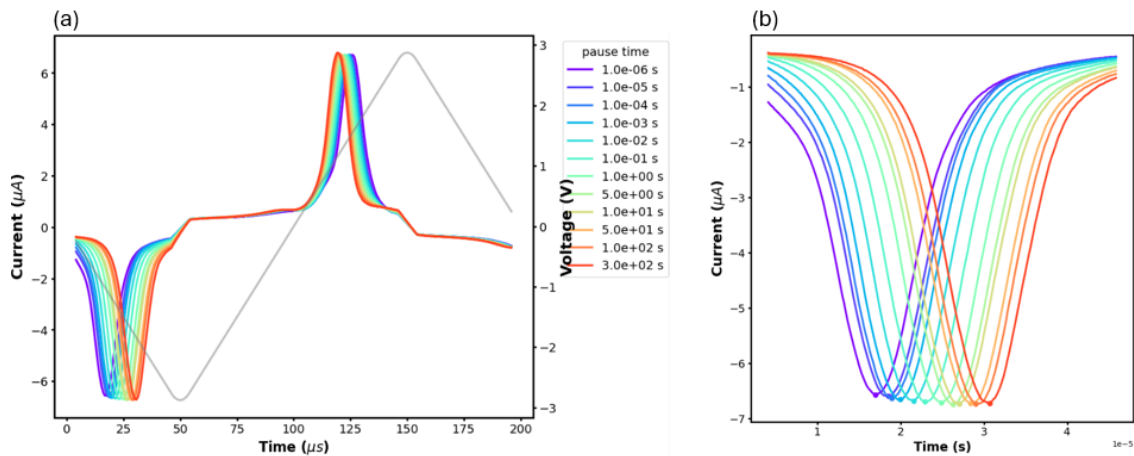 (a)
6
4
2
0
−2
−4
−6
Current (μA)
0
25
50
75
100
125
150
175
200
Time (μs)
3
2
1
0
−1
−2
−3
Voltage (V)
pause time
1.0e-06 s
1.0e-05 s
1.0e-04 s
1.0e-03 s
1.0e-02 s
1.0e-01 s
1.0e+00 s
5.0e+00 s
1.0e+01 s
5.0e+01 s
1.0e+02 s
3.0e+02 s
(b)
−1
−2
−3
−4
−5
−6
−7
Current (μA)
1
2
3
4
1e−5
Time (s)